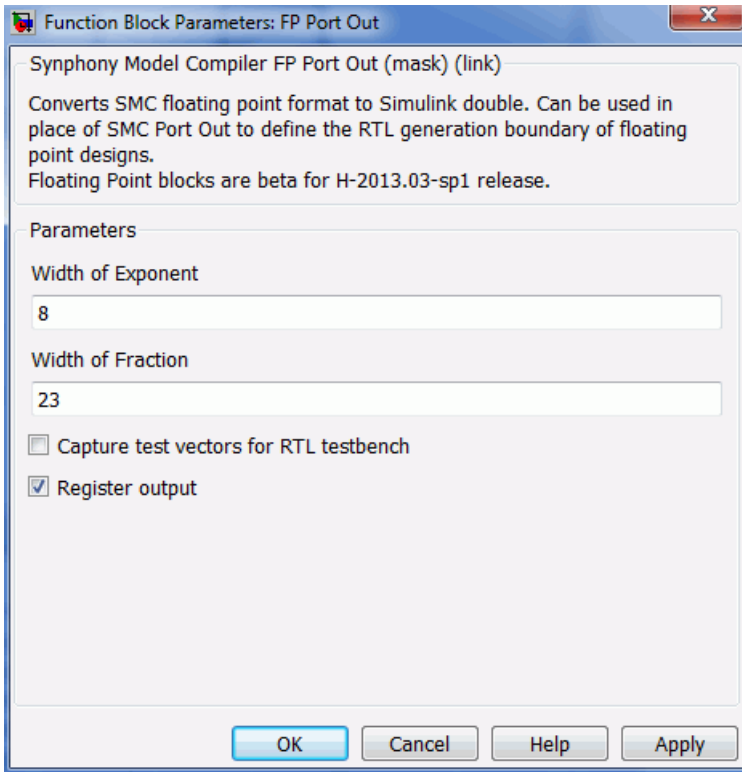 Function Block Parameters: FP Port Out
X
Synphony Model Compiler FP Port Out (mask) (link)
Converts SMC floating point format to Simulink double. Can be used in
place of SMC Port Out to define the RTL generation boundary of floating
point designs.
Floating Point blocks are beta for H-2013.03-sp1 release.
Parameters
Width of Exponent
8
Width of Fraction
23
Capture test vectors for RTL testbench
Register output
OK Cancel Help Apply